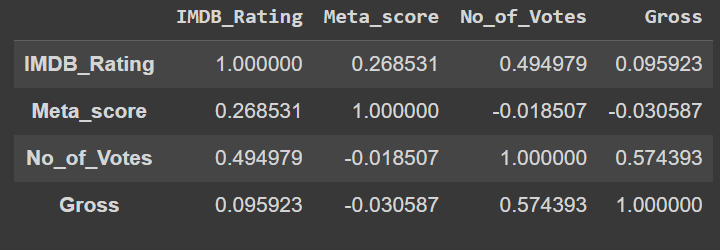 IMDB_Rating Meta_score No_of_Votes Gross
IMDB_Rating 1.000000 0.268531 0.494979 0.095923
Meta_score 0.268531 1.000000 -0.018507 -0.030587
No_of_Votes 0.494979 -0.018507 1.000000 0.574393
Gross 0.095923 -0.030587 0.574393 1.000000